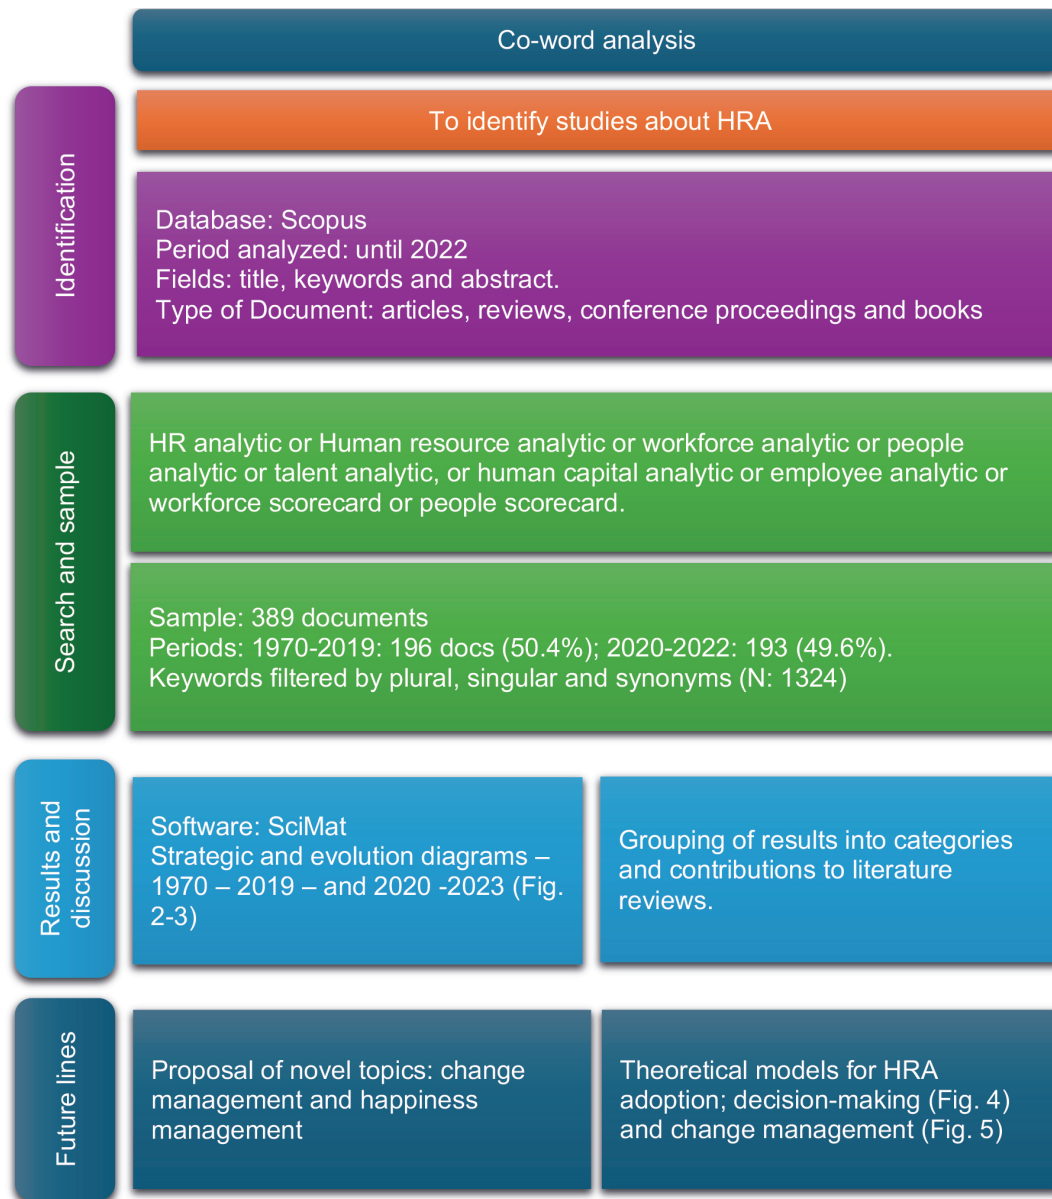 Co-word analysis
To identify studies about HRA
Identification
Database: Scopus
Period analyzed: until 2022
Fields: title, keywords and abstract.
Type of Document: articles, reviews, conference proceedings and books
Search and sample
HR analytic or Human resource analytic or workforce analytic or people
analytic or talent analytic, or human capital analytic or employee analytic or
workforce scorecard or people scorecard.
Sample: 389 documents
Periods: 1970-2019: 196 docs (50.4%); 2020-2022: 193 (49.6%).
Keywords filtered by plural, singular and synonyms (N: 1324)
Results and
discussion
Software: SciMat
Strategic and evolution diagrams –
1970 – 2019 – and 2020 -2023 (Fig.
2-3)
Grouping of results into categories
and contributions to literature
reviews.
Future lines
Proposal of novel topics: change
management and happiness
management
Theoretical models for HRA
adoption; decision-making (Fig. 4)
and change management (Fig. 5)